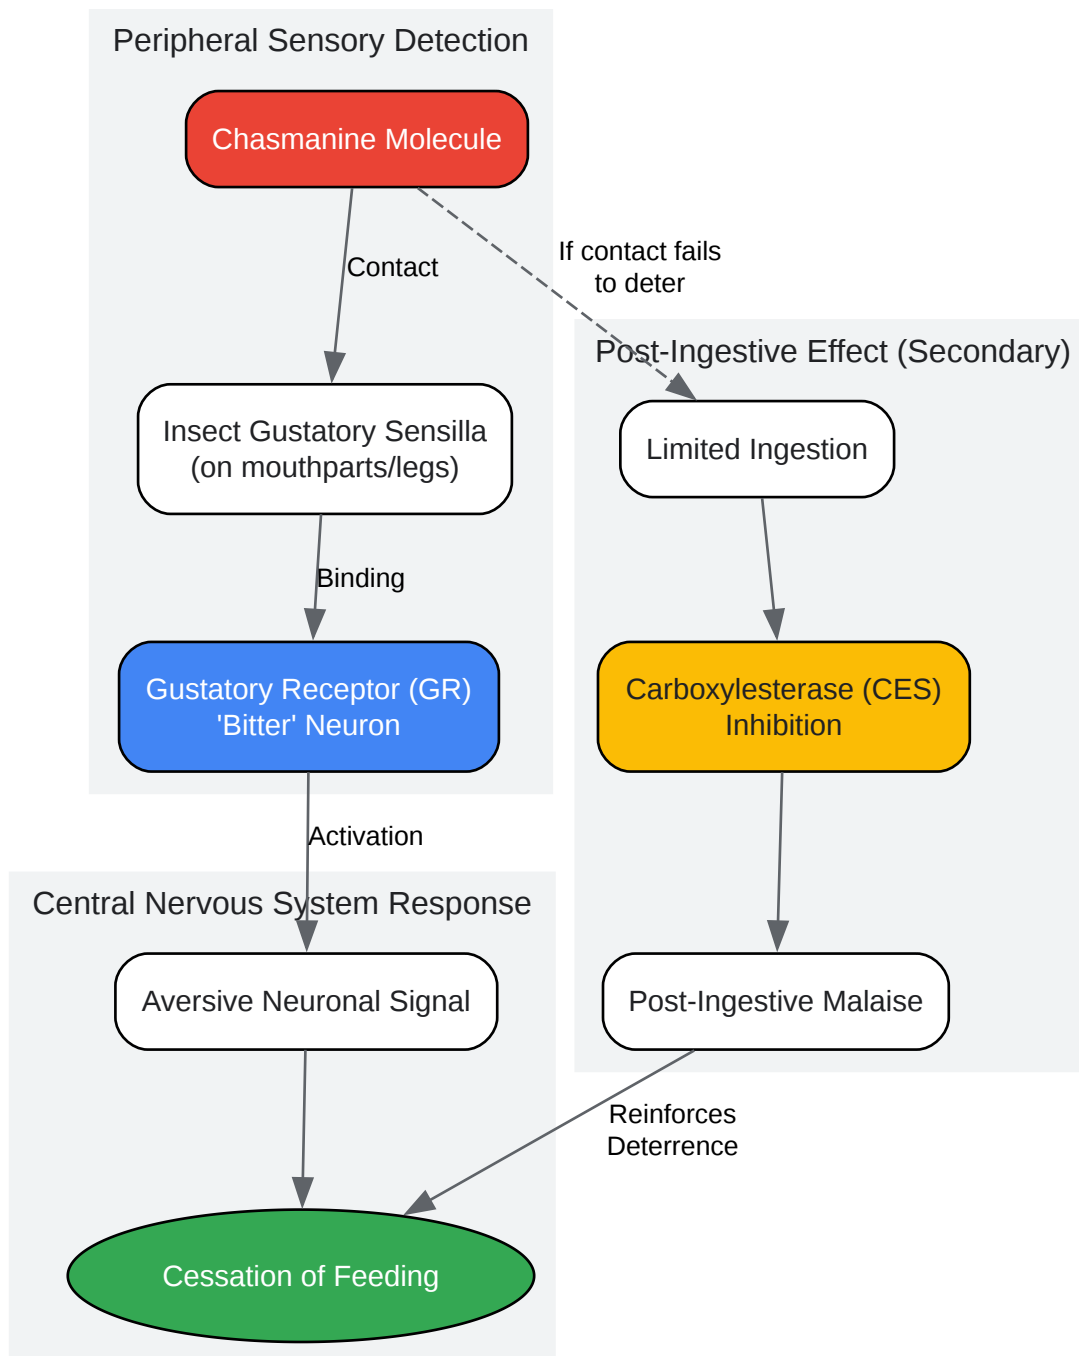 Peripheral Sensory Detection
Chasmanine Molecule
Contact
If contact fails
to deter
Post-Ingestive Effect (Secondary)
Insect Gustatory Sensilla
(on mouthparts/legs)
Limited Ingestion
Binding
Gustatory Receptor (GR)
'Bitter' Neuron
Carboxylesterase (CES)
Inhibition
Activation
Central Nervous System Response
Aversive Neuronal Signal
Post-Ingestive Malaise
Reinforces
Deterrence
Cessation of Feeding